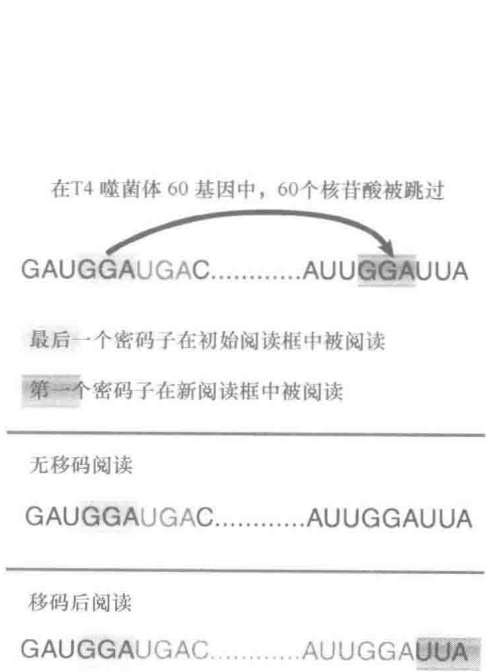 在T4 噬菌体 60 基因中，60个核苷酸被跳过
GAUGGAUGAC............AUUGGAUUA
最后一个密码子在初始阅读框中被阅读
第一个密码子在新阅读框中被阅读
无移码阅读
GAUGGAUGAC............AUUGGAUUA
移码后阅读
GAUGGAUGAC............AUUGGAUUA